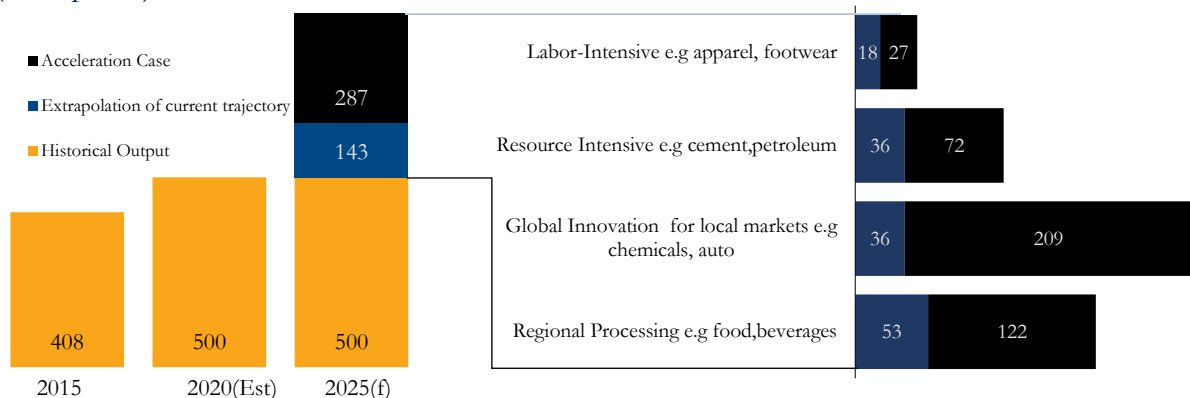 Acceleration Case
Extrapolation of current trajectory
Historical Output
287
143
408
500
500
2015
2020(Est)
2025(f)
Labor-Intensive e.g apparel, footwear
18
27
Resource Intensive e.g cement,petroleum
36
72
Global Innovation for local markets e.g
chemicals, auto
36
209
Regional Processing e.g food,beverages
53
122